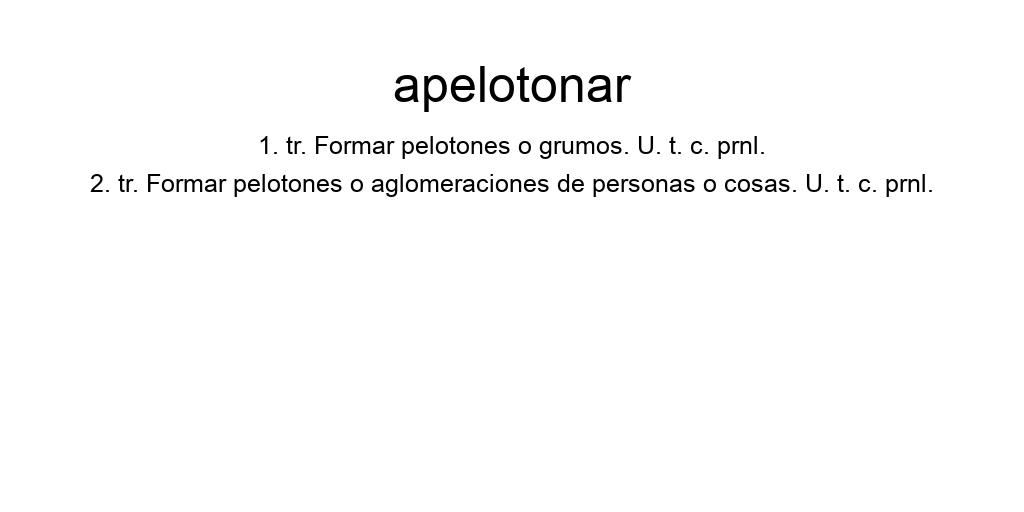 apelotonar
1. tr. Formar pelotones o grumos. U. t. c. prnl.
2. tr. Formar pelotones o aglomeraciones de personas o cosas. U. t. c. prnl.